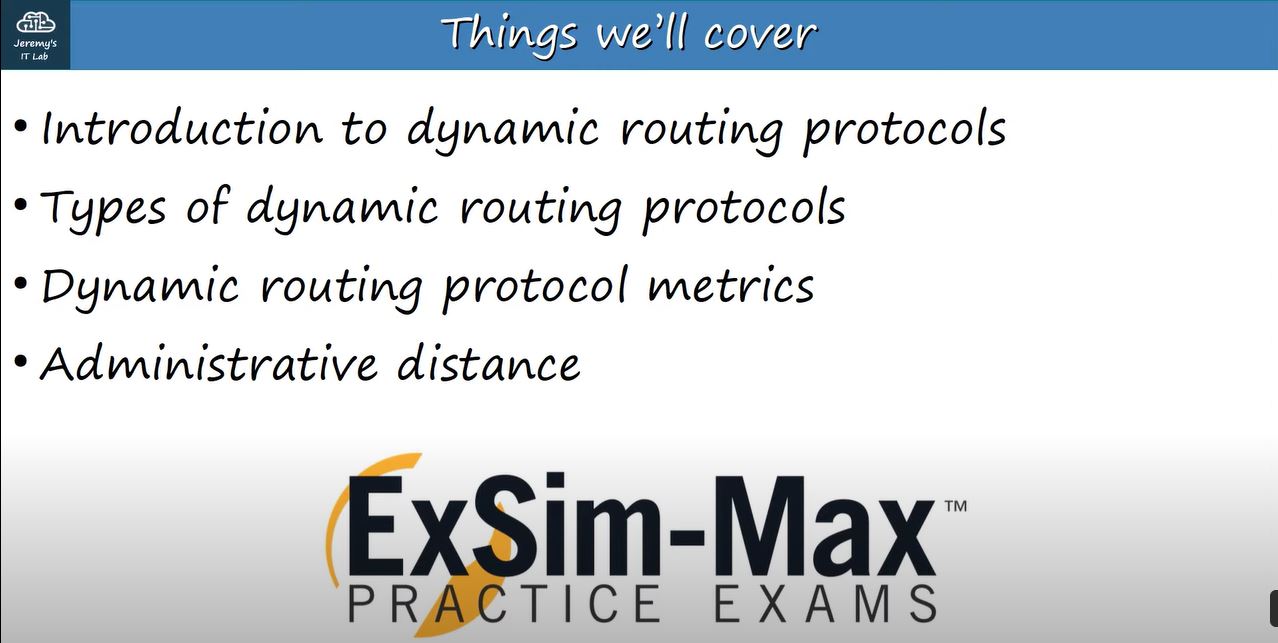 Jeremy's
IT Lab
Things we'll cover
• Introduction to dynamic routing protocols
• Types of dynamic routing protocols
• Dynamic routing protocol metrics
• Administrative distance
ExSim-Max™
PRACTICE EXAMS